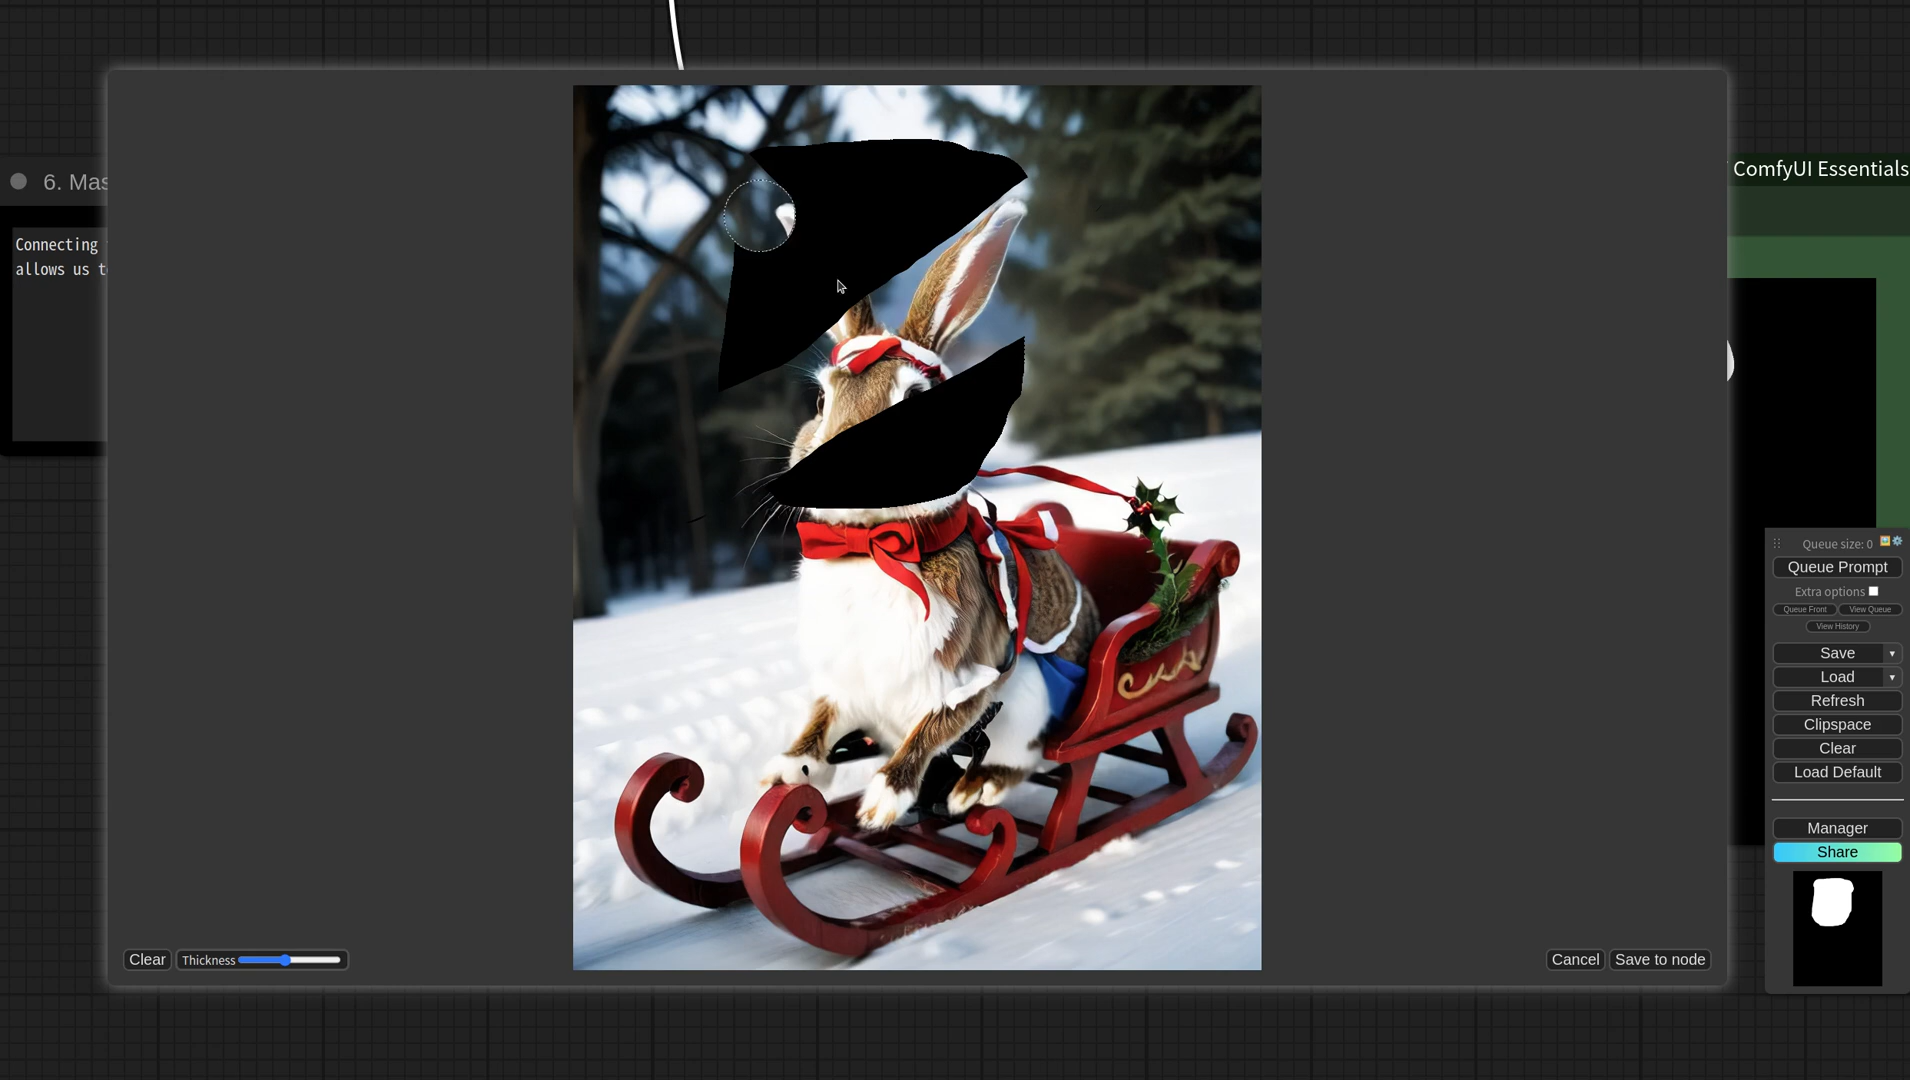 6. Mas
ComfyUI Essentials
Connecting
allows us t
Queue size: 0
Queue Prompt
Extra options
Queue Front
View Queue
View History
Save
Load
Refresh
Clipspace
Clear
Load Default
Manager
Share
Clear
Thickness
Cancel
Save to node